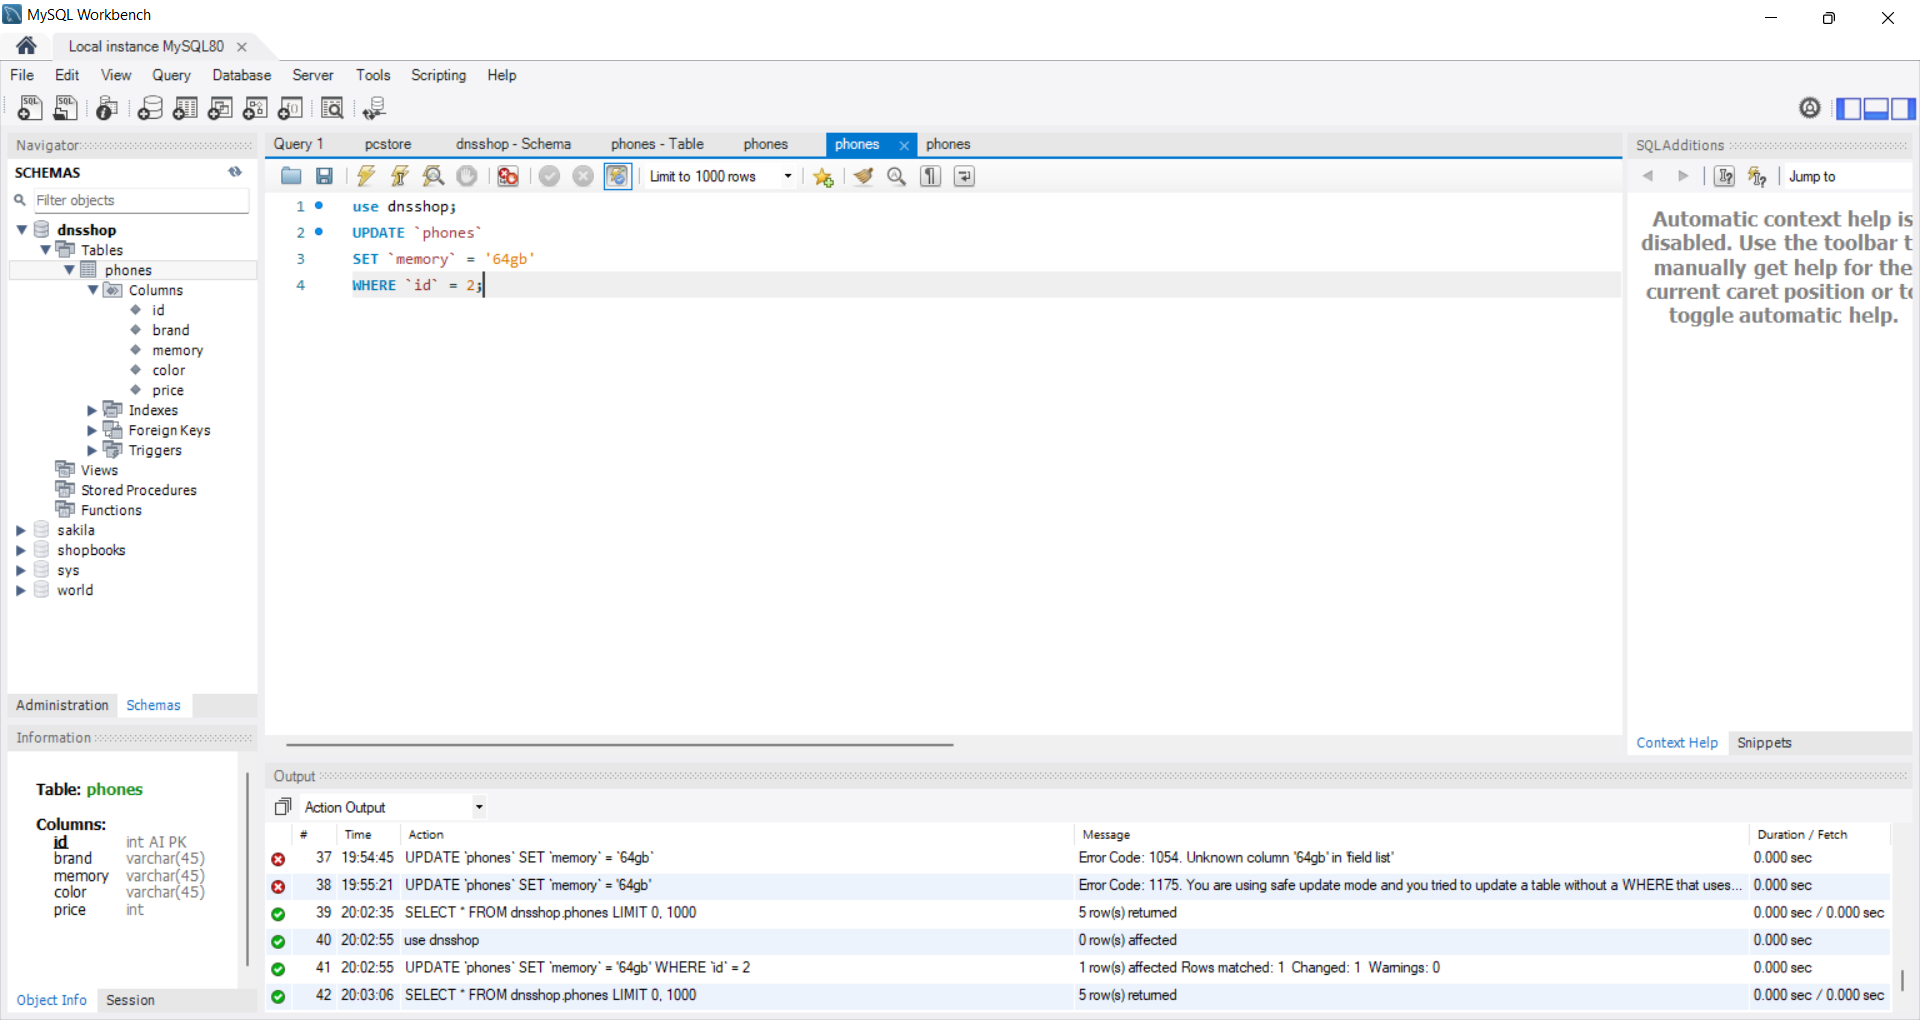 MySQL Workbench
Local instance MySQL80
File Edit View Query Database Server Tools Scripting Help
Navigator
SCHEMAS
Filter objects
dnsshop
Tables
phones
Columns
id
brand
memory
color
price
Indexes
Foreign Keys
Triggers
Views
Stored Procedures
Functions
sakila
shopbooks
sys
world
Administration Schemas
Information
Table: phones
Columns:
id int AI PK
brand varchar(45)
memory varchar(45)
color varchar(45)
price int
Object Info Session
Query 1 pcstore dnsshop - Schema phones - Table phones phones phones
Limit to 1000 rows
1 use dnsshop;
2 UPDATE `phones`
3 SET `memory` = '64gb'
4 WHERE `id` = 2;
SQLAdditions
Jump to
Automatic context help is
disabled. Use the toolbar t
manually get help for the
current caret position or to
toggle automatic help.
Context Help Snippets
Output
Action Output
# Time Action Message Duration / Fetch
37 19:54:45 UPDATE `phones` SET `memory` = `64gb` Error Code: 1054. Unknown column '64gb' in 'field list' 0.000 sec
38 19:55:21 UPDATE `phones` SET `memory` = '64gb' Error Code: 1175. You are using safe update mode and you tried to update a table without a WHERE that uses... 0.000 sec
39 20:02:35 SELECT * FROM dnsshop.phones LIMIT 0, 1000 5 row(s) returned 0.000 sec / 0.000 sec
40 20:02:55 use dnsshop 0 row(s) affected 0.000 sec
41 20:02:55 UPDATE `phones` SET `memory` = '64gb' WHERE `id` = 2 1 row(s) affected Rows matched: 1 Changed: 1 Warnings: 0 0.000 sec
42 20:03:06 SELECT * FROM dnsshop.phones LIMIT 0, 1000 5 row(s) returned 0.000 sec / 0.000 sec